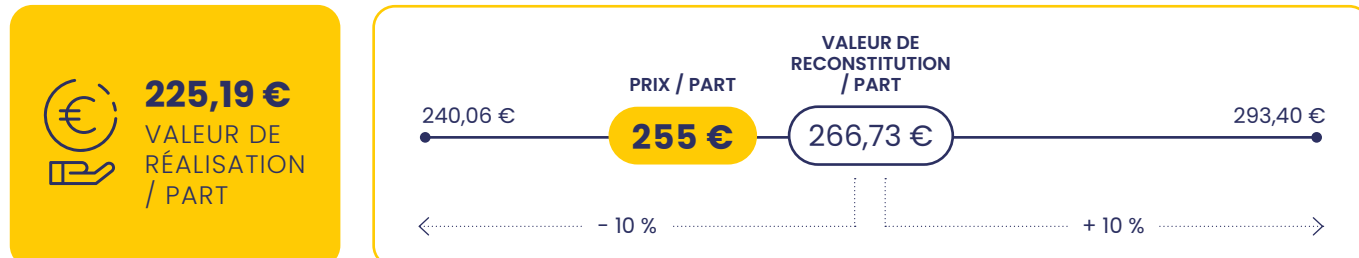 225,19 €
VALEUR DE
RÉALISATION
/ PART
VALEUR DE
RECONSTITUTION
/ PART
PRIX / PART
240,06 €
255 €
266,73 €
293,40 €
- 10 %
+ 10 %